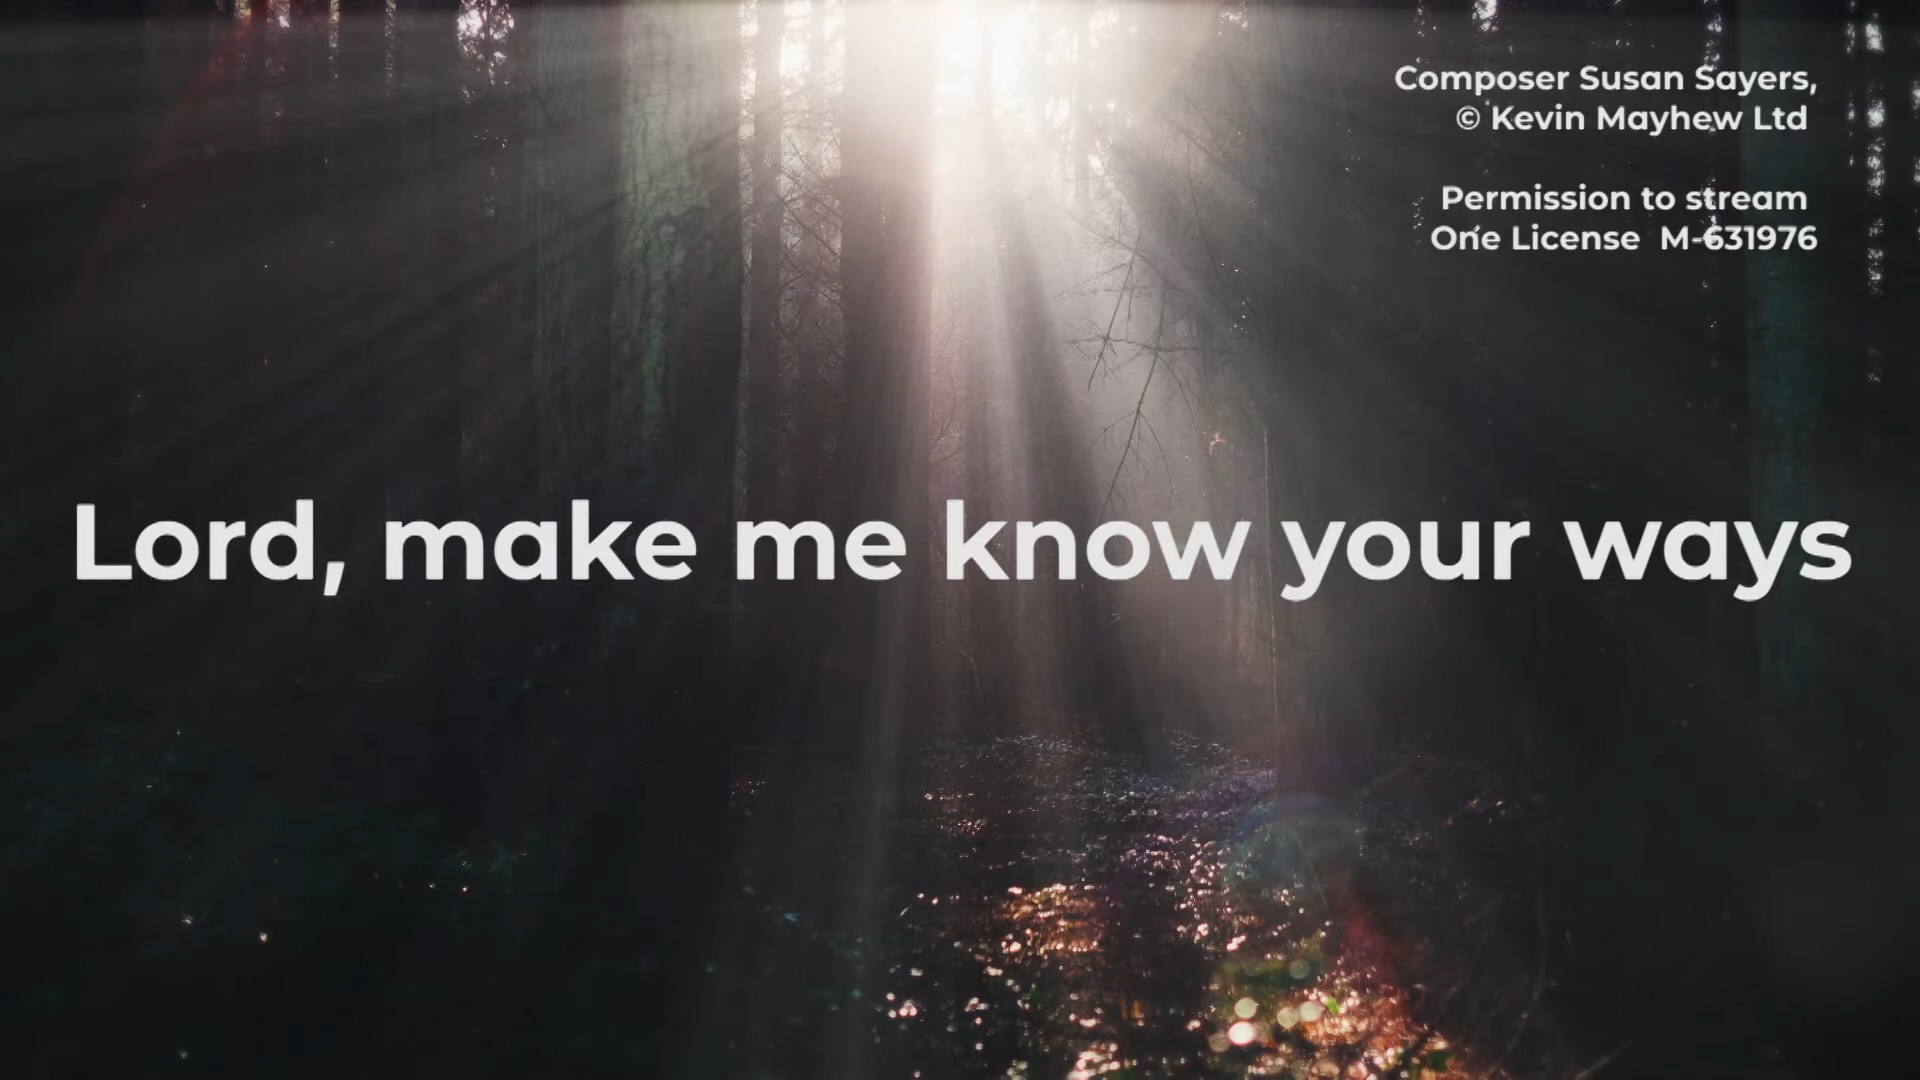 Composer Susan Sayers,
© Kevin Mayhew Ltd
Permission to stream
One License M-631976
Lord, make me know your ways